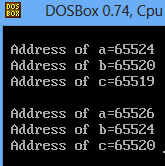 DOSBox 0.74, Cpu
Address of a=65524
Address of b=65520
Address of c=65519
Address of a=65526
Address of b=65524
Address of c=65520